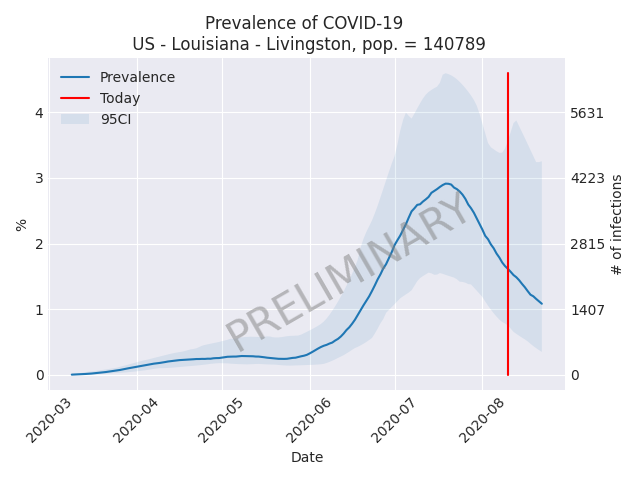 Prevalence of COVID-19
US - Louisiana - Livingston, pop. = 140789
Prevalence
Today
95CI
PRELIMINARY
%
4
3
2
1
0
5631
4223
2815
1407
0
# of infections
2020-03
2020-04
2020-05
2020-06
2020-07
2020-08
Date